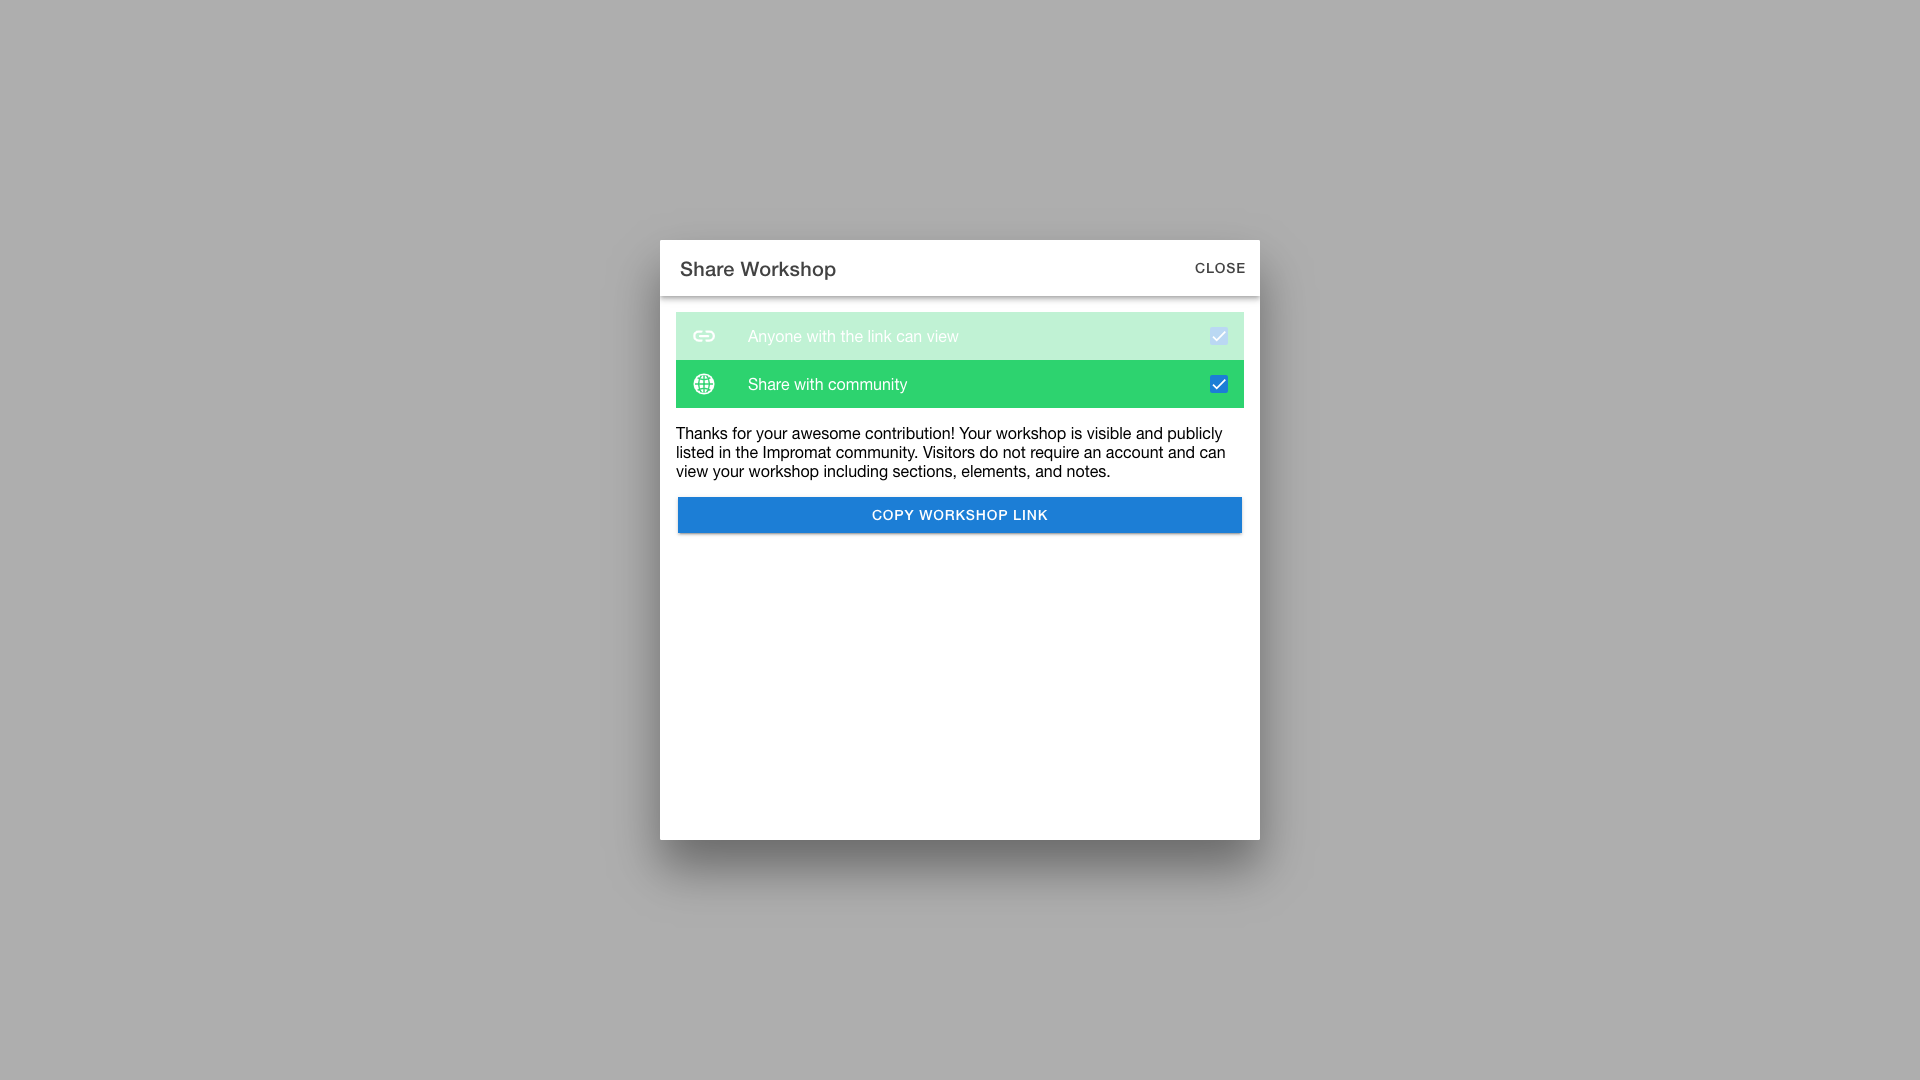 Share Workshop
CLOSE
Anyone with the link can view
Share with community
Thanks for your awesome contribution! Your workshop is visible and publicly
listed in the Impromat community. Visitors do not require an account and can
view your workshop including sections, elements, and notes.
COPY WORKSHOP LINK